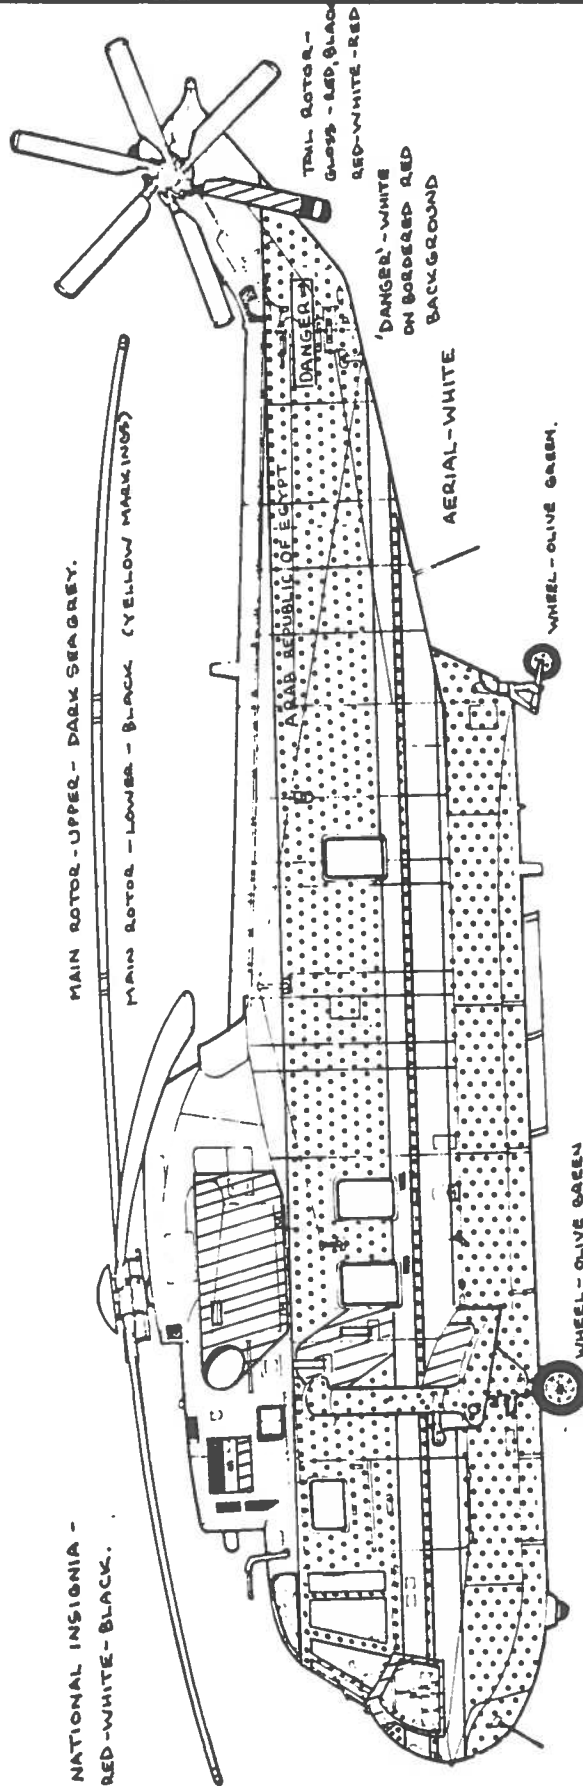 NATIONAL INSIGNIA -
RED-WHITE-BLACK.
MAIN ROTOR - UPPER - DARK SEAGREY.
MAIN ROTOR - LOWER - BLACK (YELLOW MARKINGS)
TAIL ROTOR -
GLOSS - RED, BLACK
RED-WHITE-RED
'DANGER' - WHITE
ON BORDERED RED
BACKGROUND
DANGER
ARAB REPUBLIC OF EGYPT
AERIAL-WHITE
WHEEL - OLIVE GREEN.
WHEEL - OLIVE GREEN